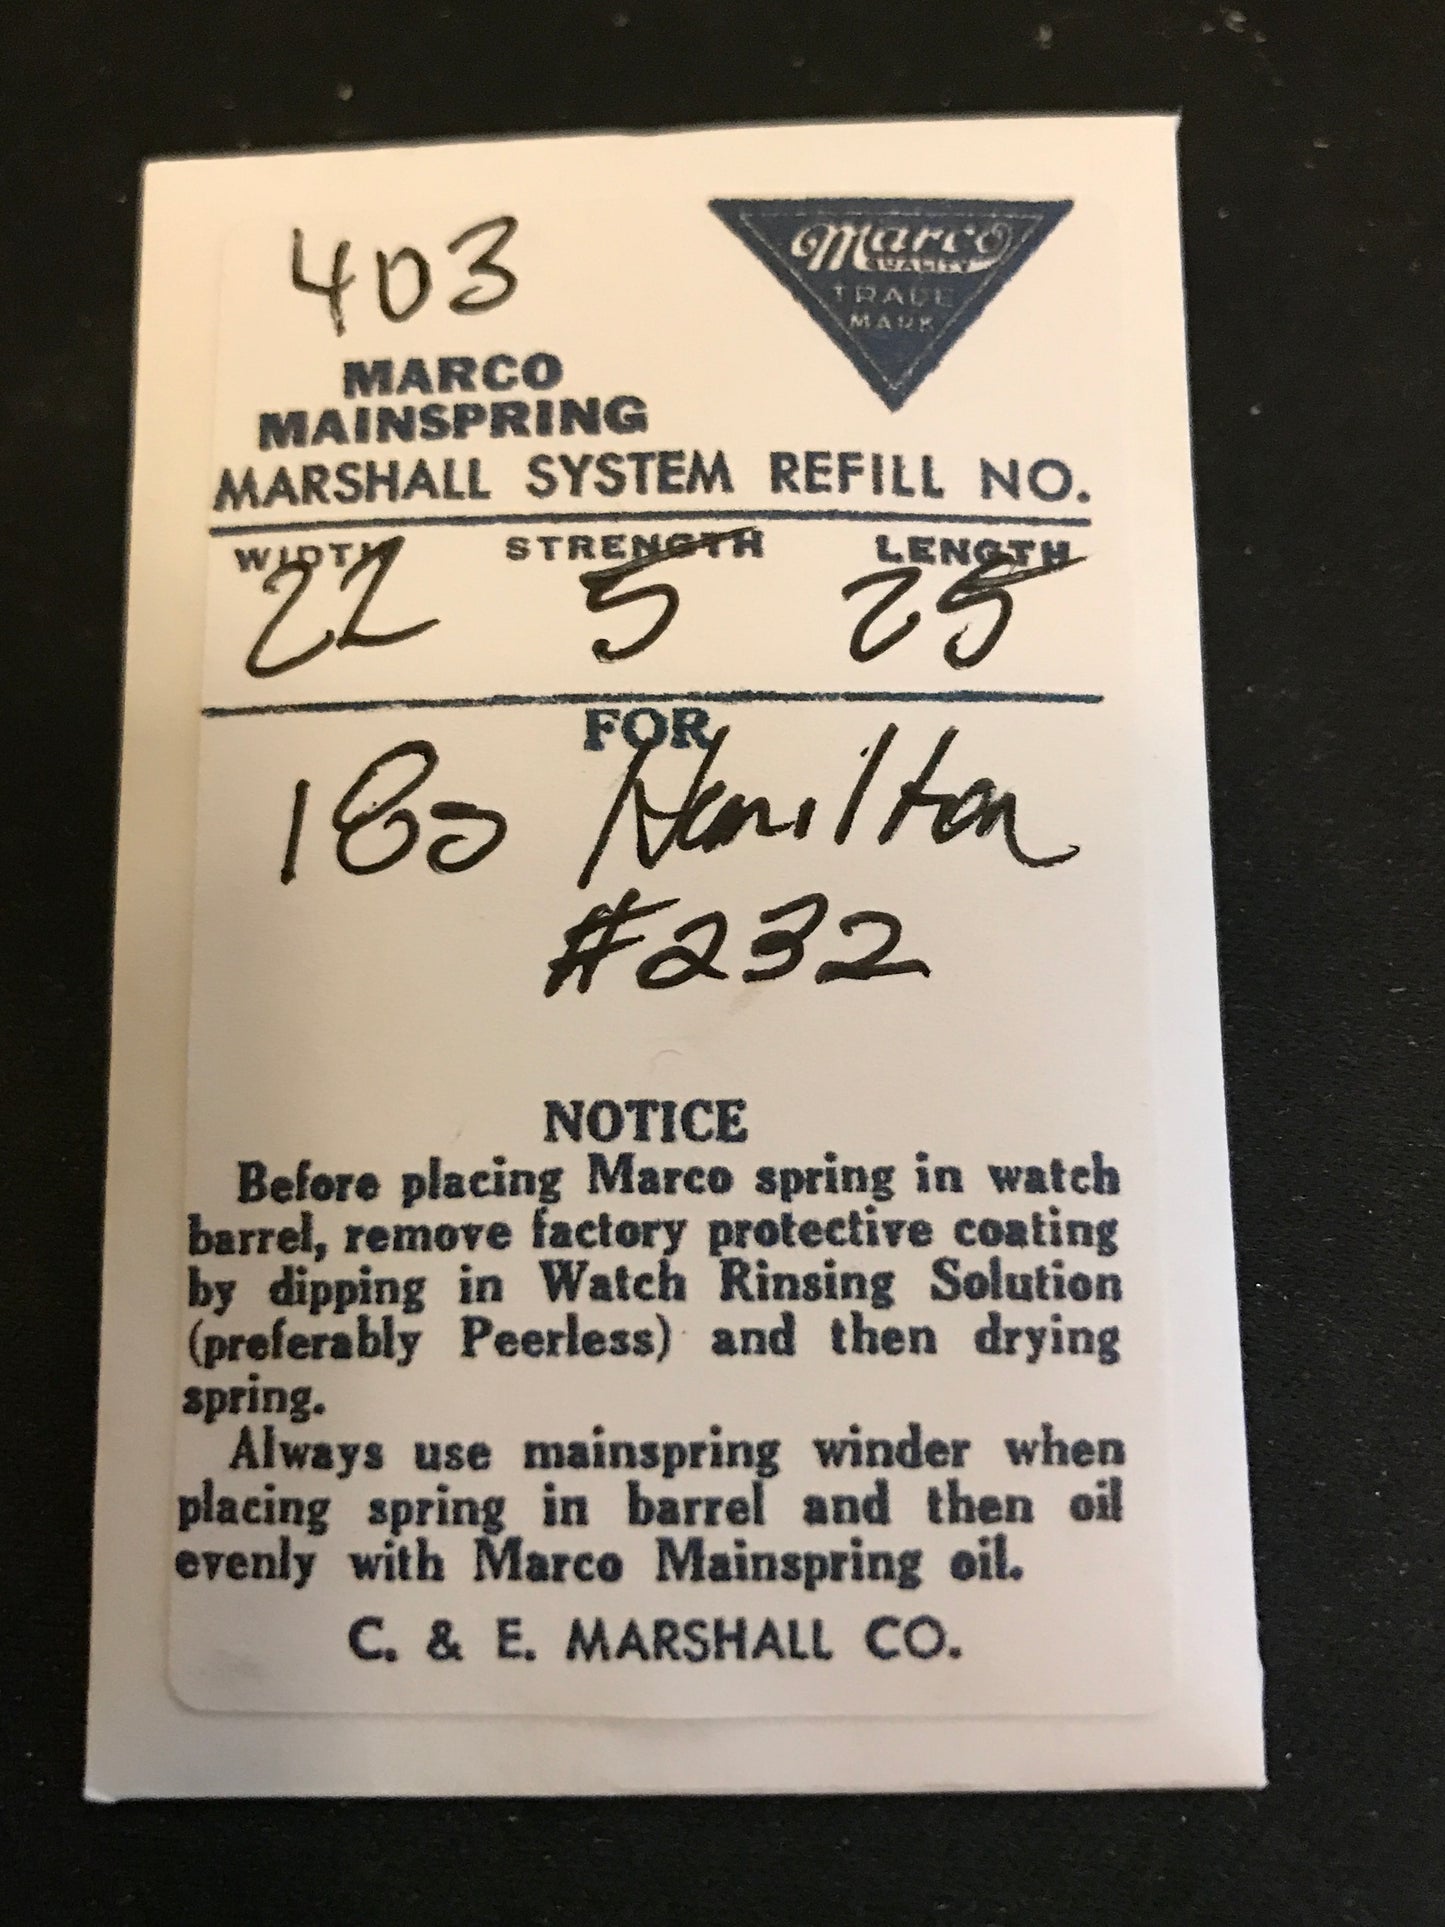 403
Marco
QUALITY
TRADE
MARK
MARCO
MAINSPRING
MARSHALL SYSTEM REFILL NO.
WIDTH STRENGTH LENGTH
22 5 25
FOR
18s Hamilton
#232
NOTICE
Before placing Marco spring in watch
barrel, remove factory protective coating
by dipping in Watch Rinsing Solution
(preferably Peerless) and then drying
spring.
Always use mainspring winder when
placing spring in barrel and then oil
evenly with Marco Mainspring oil.
C. & E. MARSHALL CO.